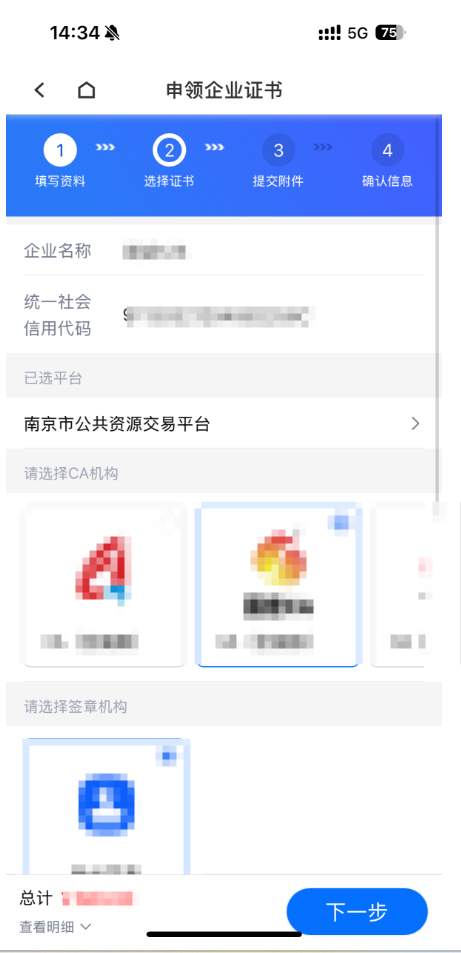 14:34
5G 75
申领企业证书
1 2 3 4
填写资料 选择证书 提交附件 确认信息
企业名称
统一社会
信用代码
9
已选平台
南京市公共资源交易平台
请选择CA机构
请选择签章机构
总计
查看明细
下一步